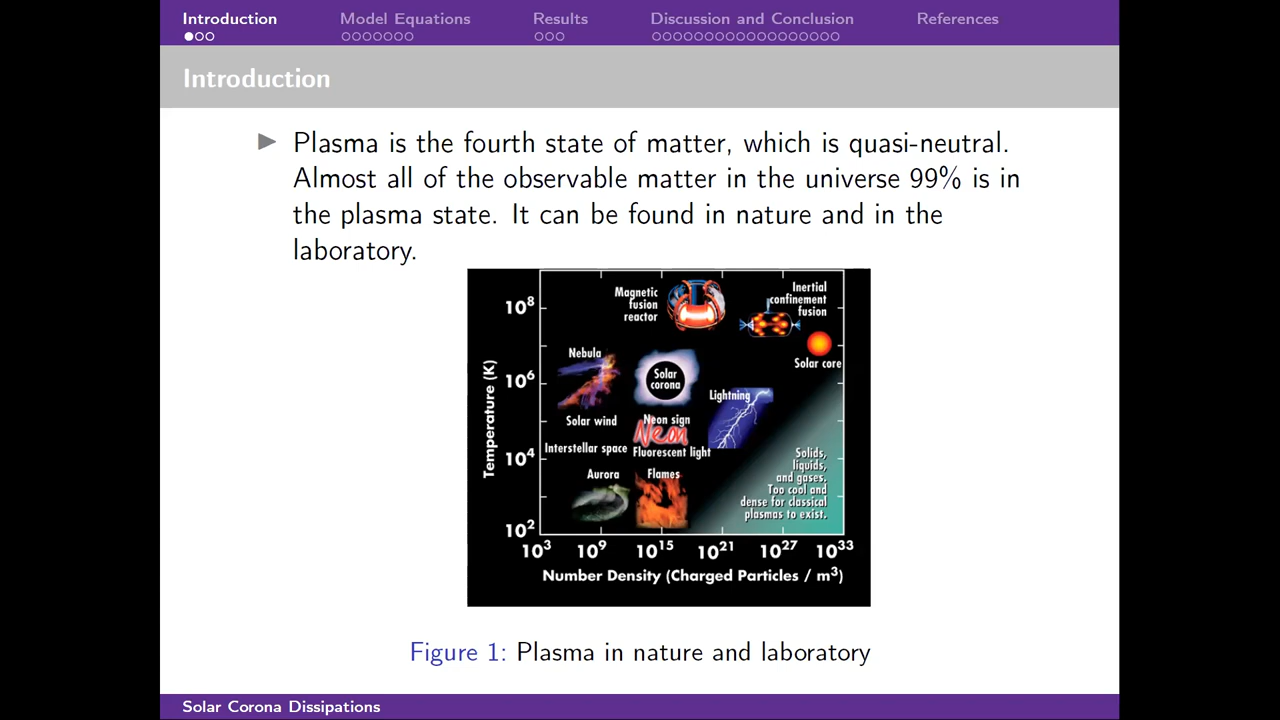 Introduction Model Equations Results Discussion and Conclusion References
Introduction
Plasma is the fourth state of matter, which is quasi-neutral.
Almost all of the observable matter in the universe 99% is in
the plasma state. It can be found in nature and in the
laboratory.
Magnetic
fusion
reactor
Inertial
confinement
fusion
Solar core
Nebula
Solar
corona
Lightning
Solar wind
Neon sign
Neon
Interstellar space
Fluorescent light
Aurora
Flames
Solids,
liquids,
and gases.
Too cool and
dense for classical
plasmas to exist.
Temperature (K)
10⁸
10⁶
10⁴
10²
10³ 10⁹ 10¹⁵ 10²¹ 10²⁷ 10³³
Number Density (Charged Particles / m³)
Figure 1: Plasma in nature and laboratory
Solar Corona Dissipations